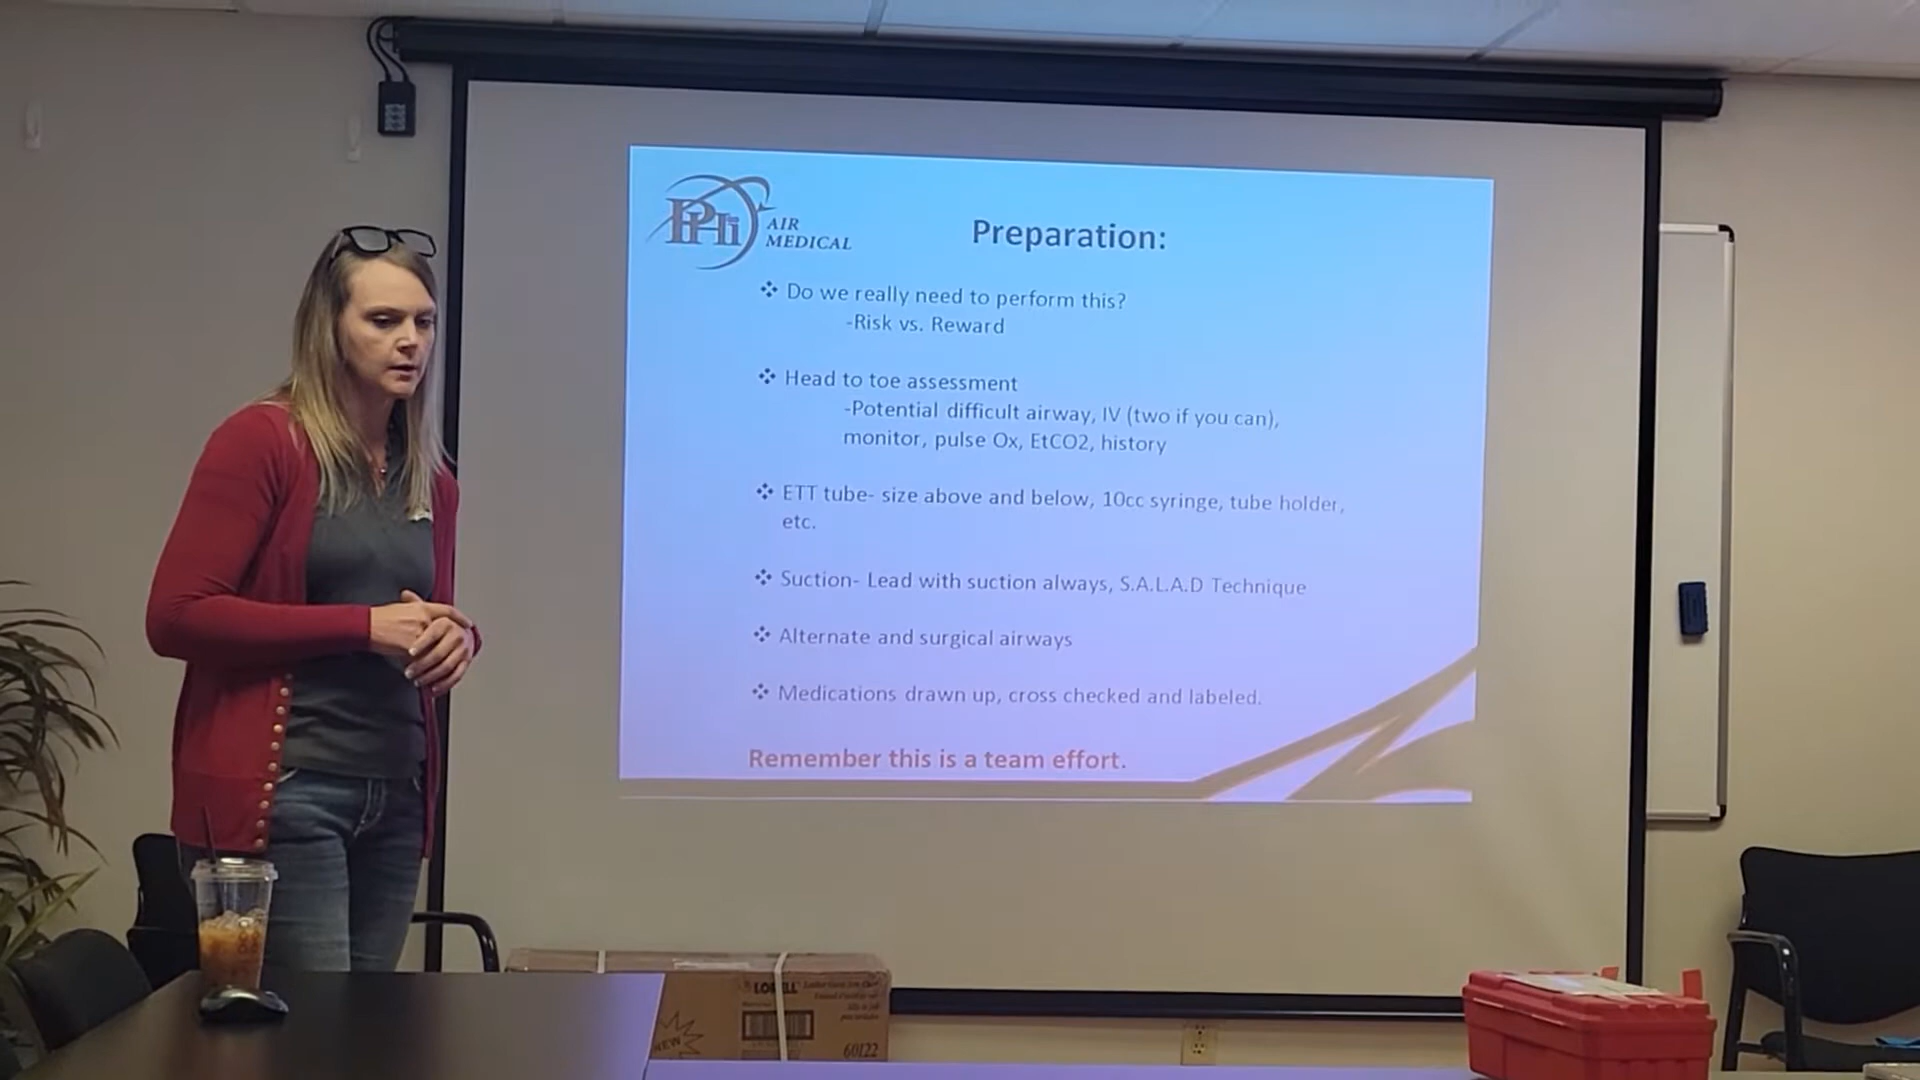 PHi AIR
MEDICAL
Preparation:
Do we really need to perform this?
-Risk vs. Reward
Head to toe assessment
-Potential difficult airway, IV (two if you can),
monitor, pulse Ox, EtCO2, history
ETT tube- size above and below, 10cc syringe, tube holder,
etc.
Suction- Lead with suction always, S.A.L.A.D Technique
Alternate and surgical airways
Medications drawn up, cross checked and labeled.
Remember this is a team effort.
NEW
60122